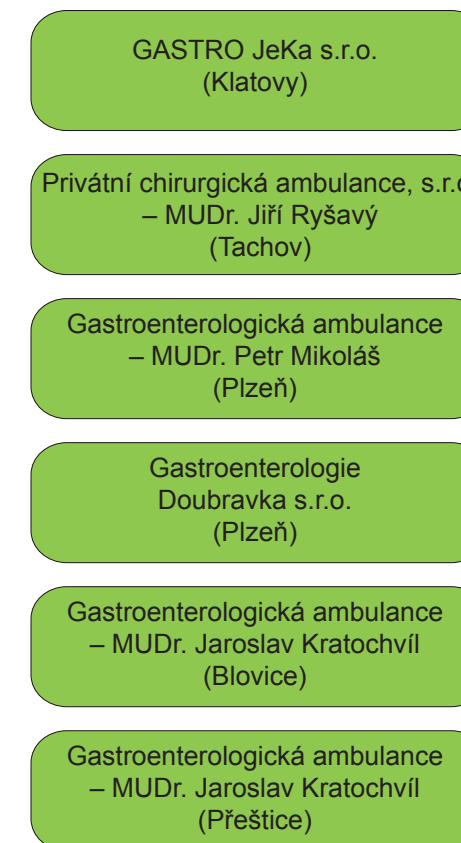 GASTRO JeKa s.r.o.
(Klatovy)
Privátní chirurgická ambulance, s.r.o
– MUDr. Jiří Ryšavý
(Tachov)
Gastroenterologická ambulance
– MUDr. Petr Mikoláš
(Plzeň)
Gastroenterologie
Doubravka s.r.o.
(Plzeň)
Gastroenterologická ambulance
– MUDr. Jaroslav Kratochvíl
(Blovice)
Gastroenterologická ambulance
– MUDr. Jaroslav Kratochvíl
(Přeštice)